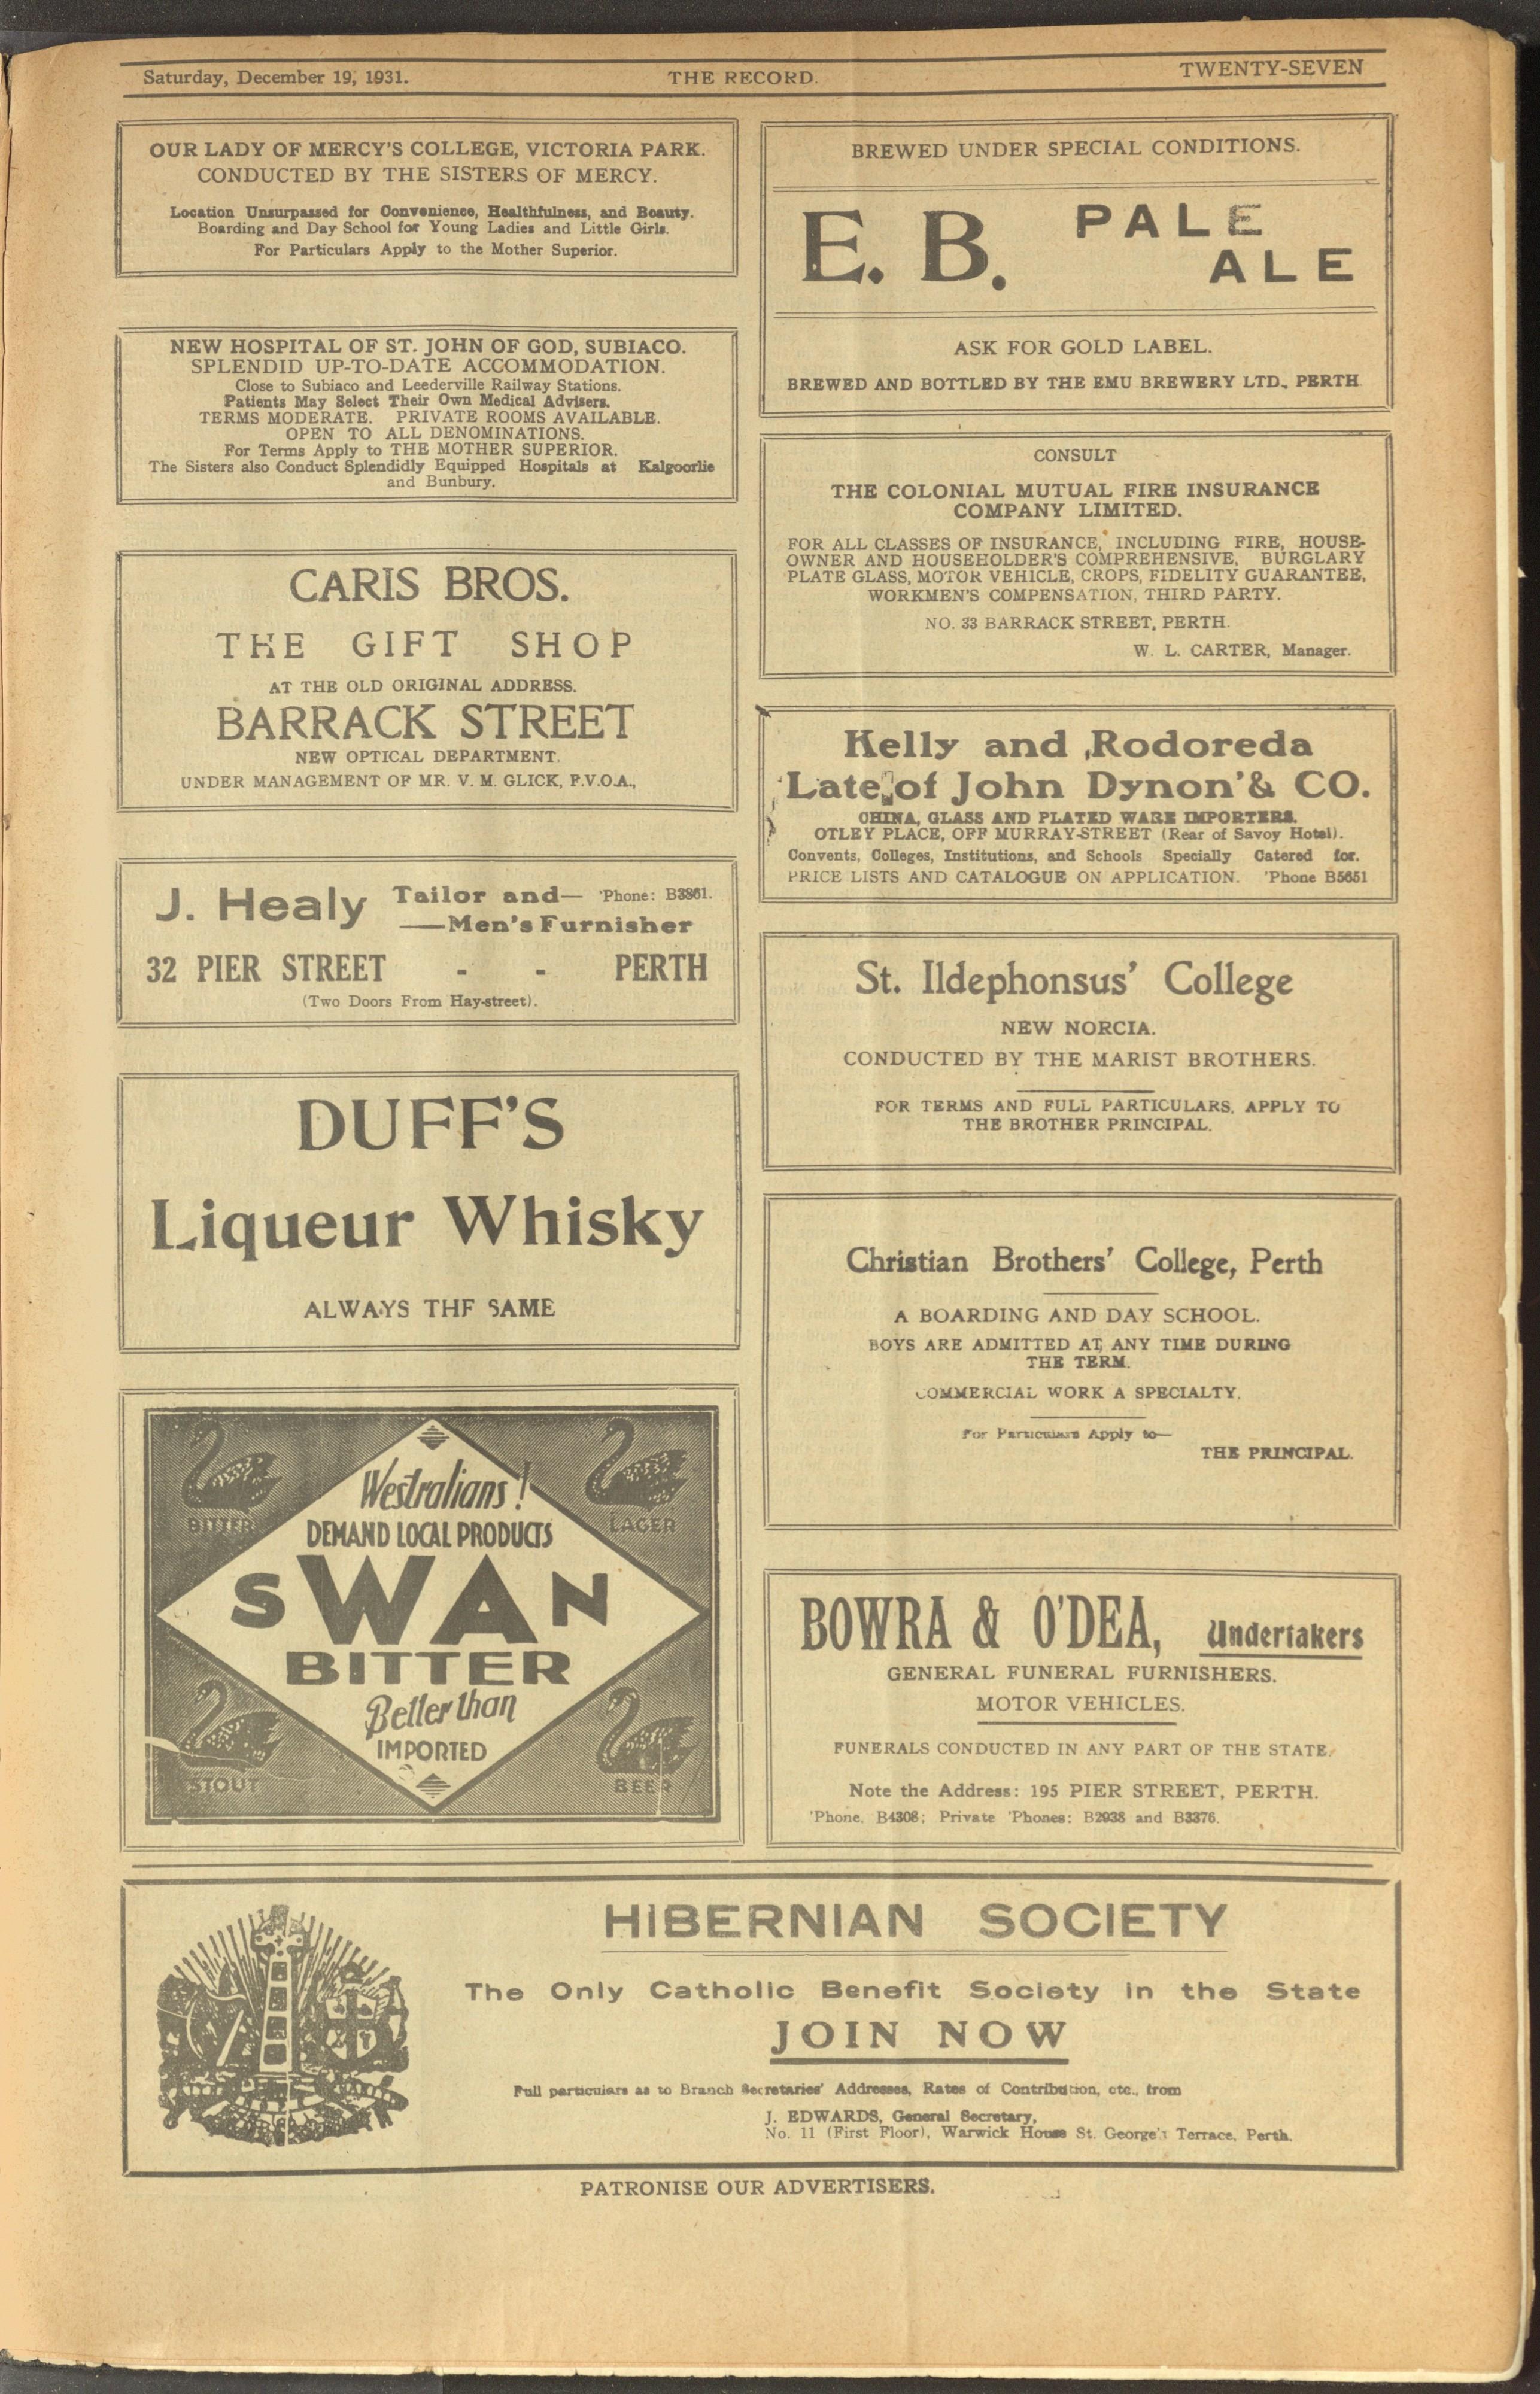 Saturday, December 19, 1931.
THE RECORD.
TWENTY-SEVEN
OUR LADY OF MERCY'S COLLEGE, VICTORIA PARK.
CONDUCTED BY THE SISTERS OF MERCY.
Location Unsurpassed for Convenience, Healthfulness, and Beauty.
Boarding and Day School for Young Ladies and Little Girls.
For Particulars Apply to the Mother Superior.
NEW HOSPITAL OF ST. JOHN OF GOD, SUBIACO.
SPLENDID UP-TO-DATE ACCOMMODATION.
Close to Subiaco and Leederville Railway Stations.
Patients May Select Their Own Medical Advisers.
TERMS MODERATE. PRIVATE ROOMS AVAILABLE.
OPEN TO ALL DENOMINATIONS.
For Terms Apply to THE MOTHER SUPERIOR.
The Sisters also Conduct Splendidly Equipped Hospitals at Kalgoorlie
and Bunbury.
CARIS BROS.
THE GIFT SHOP
AT THE OLD ORIGINAL ADDRESS.
BARRACK STREET
NEW OPTICAL DEPARTMENT.
UNDER MANAGEMENT OF MR. V. M. GLICK, F.V.O.A.,
J. Healy Tailor and— 'Phone: B3861.
—Men's Furnisher
32 PIER STREET - - PERTH
(Two Doors From Hay-street).
DUFF'S
Liqueur Whisky
ALWAYS THE SAME
BITTER
LAGER
Westralians!
DEMAND LOCAL PRODUCTS
SWAN
BITTER
Better than
IMPORTED
STOUT
BEER
BREWED UNDER SPECIAL CONDITIONS.
E. B. PALE
ALE
ASK FOR GOLD LABEL.
BREWED AND BOTTLED BY THE EMU BREWERY LTD., PERTH
CONSULT
THE COLONIAL MUTUAL FIRE INSURANCE
COMPANY LIMITED.
FOR ALL CLASSES OF INSURANCE, INCLUDING FIRE, HOUSE-
OWNER AND HOUSEHOLDER'S COMPREHENSIVE, BURGLARY
PLATE GLASS, MOTOR VEHICLE, CROPS, FIDELITY GUARANTEE,
WORKMEN'S COMPENSATION, THIRD PARTY.
NO. 33 BARRACK STREET, PERTH.
W. L. CARTER, Manager.
Kelly and Rodoreda
Late of John Dynon'& CO.
CHINA, GLASS AND PLATED WARE IMPORTERS.
OTLEY PLACE, OFF MURRAY-STREET (Rear of Savoy Hotel).
Convents, Colleges, Institutions, and Schools Specially Catered for.
PRICE LISTS AND CATALOGUE ON APPLICATION. 'Phone B5651
St. Ildephonsus' College
NEW NORCIA.
CONDUCTED BY THE MARIST BROTHERS.
FOR TERMS AND FULL PARTICULARS, APPLY TO
THE BROTHER PRINCIPAL.
Christian Brothers' College, Perth
A BOARDING AND DAY SCHOOL.
BOYS ARE ADMITTED AT ANY TIME DURING
THE TERM.
COMMERCIAL WORK A SPECIALTY.
For Particulars Apply to—
THE PRINCIPAL.
BOWRA & O'DEA, Undertakers
GENERAL FUNERAL FURNISHERS.
MOTOR VEHICLES.
FUNERALS CONDUCTED IN ANY PART OF THE STATE
Note the Address: 195 PIER STREET, PERTH.
'Phone, B4308; Private 'Phones: B2938 and B3376.
HIBERNIAN SOCIETY
The Only Catholic Benefit Society in the State
JOIN NOW
Full particulars as to Branch Secretaries' Addresses, Rates of Contribution, etc., from
J. EDWARDS, General Secretary,
No. 11 (First Floor), Warwick House St. George's Terrace, Perth.
PATRONISE OUR ADVERTISERS.